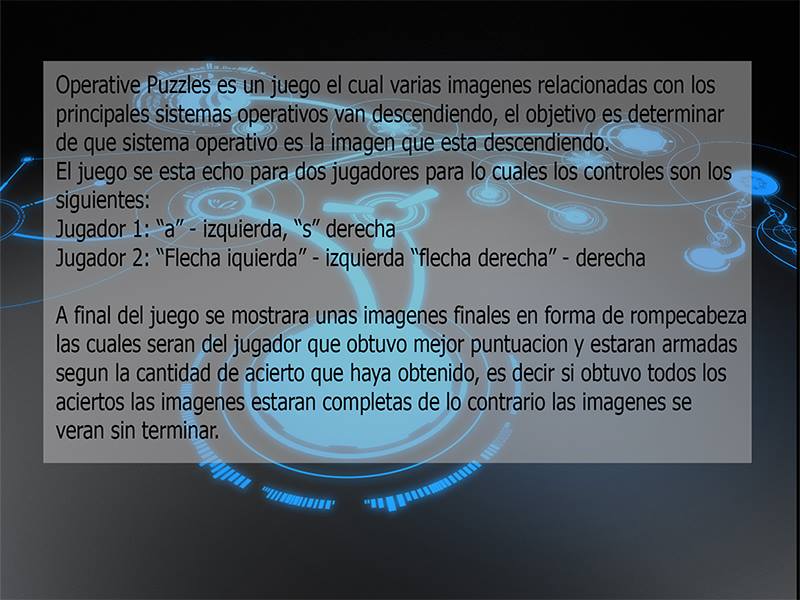 Operative Puzzles es un juego el cual varias imagenes relacionadas con los
principales sistemas operativos van descendiendo, el objetivo es determinar
de que sistema operativo es la imagen que esta descendiendo.
El juego se esta echo para dos jugadores para lo cuales los controles son los
siguientes:
Jugador 1: “a” - izquierda, “s” derecha
Jugador 2: “Flecha iquierda” - izquierda “flecha derecha” - derecha
A final del juego se mostrara unas imagenes finales en forma de rompecabeza
las cuales seran del jugador que obtuvo mejor puntuacion y estaran armadas
segun la cantidad de acierto que haya obtenido, es decir si obtuvo todos los
aciertos las imagenes estaran completas de lo contrario las imagenes se
veran sin terminar.